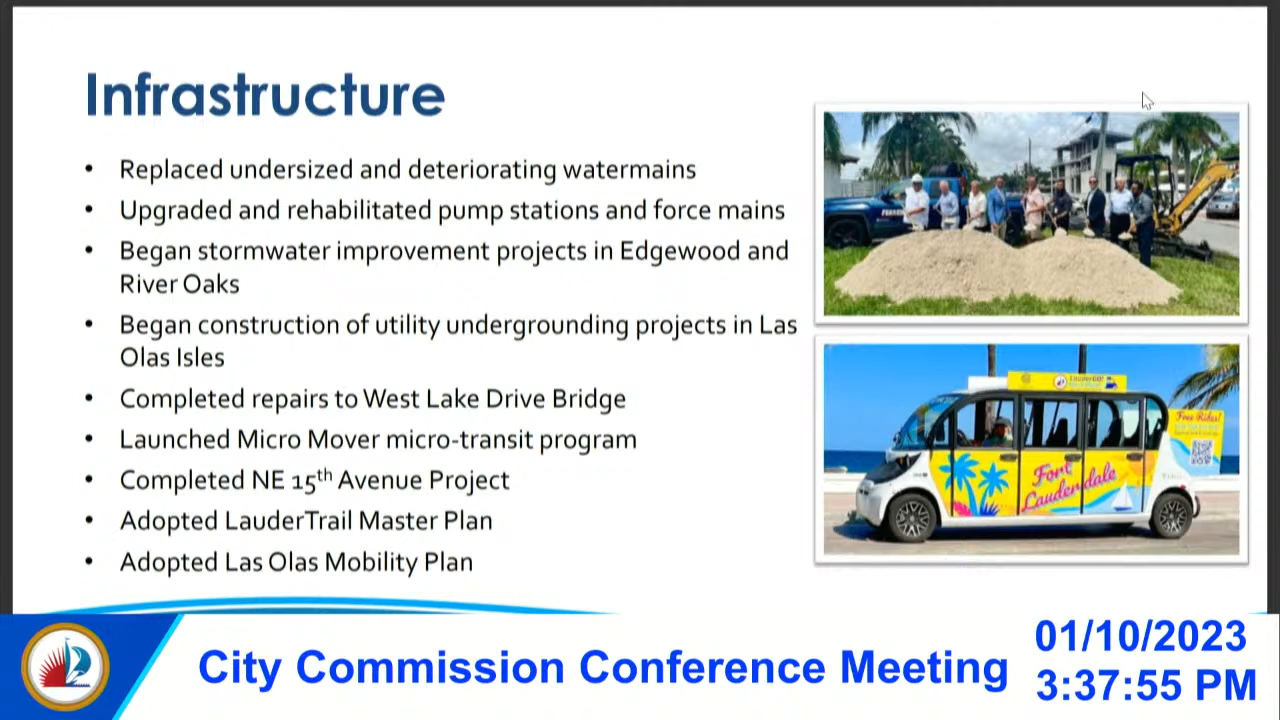 Infrastructure
• Replaced undersized and deteriorating watermains
• Upgraded and rehabilitated pump stations and force mains
• Began stormwater improvement projects in Edgewood and
River Oaks
• Began construction of utility undergrounding projects in Las
Olas Isles
• Completed repairs to West Lake Drive Bridge
• Launched Micro Mover micro-transit program
• Completed NE 15th Avenue Project
• Adopted LauderTrail Master Plan
• Adopted Las Olas Mobility Plan
Free Rides!
Fort
Lauderdale
City Commission Conference Meeting
01/10/2023
3:37:55 PM